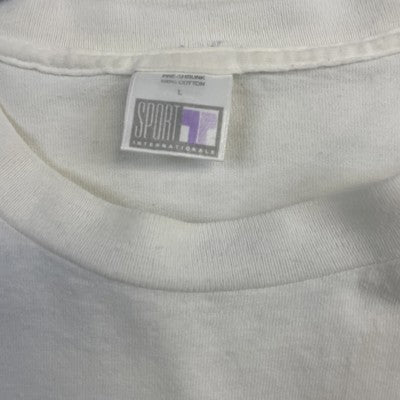 PRE-SHRUNK
100% COTTON
L
SPORT T
INTERNATIONALE